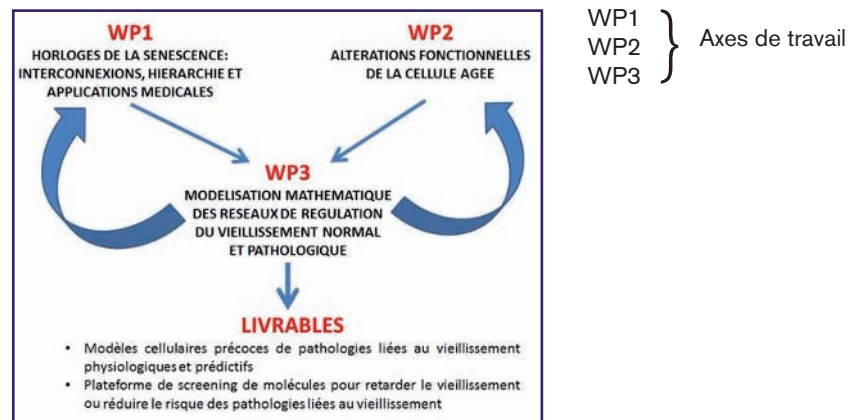 WP1
HORLOGES DE LA SENESCENCE:
INTERCONNEXIONS, HIERARCHIE ET
APPLICATIONS MEDICALES
WP2
ALTERATIONS FONCTIONNELLES
DE LA CELLULE AGEE
WP3
MODELISATION MATHEMATIQUE
DES RESEAUX DE REGULATION
DU VIEILLISSEMENT NORMAL
ET PATHOLOGIQUE
LIVRABLES
• Modèles cellulaires précoces de pathologies liées au vieillissement
physiologiques et prédictifs
• Plateforme de screening de molécules pour retarder le vieillissement
ou réduire le risque des pathologies liées au vieillissement
WP1
WP2
WP3
Axes de travail